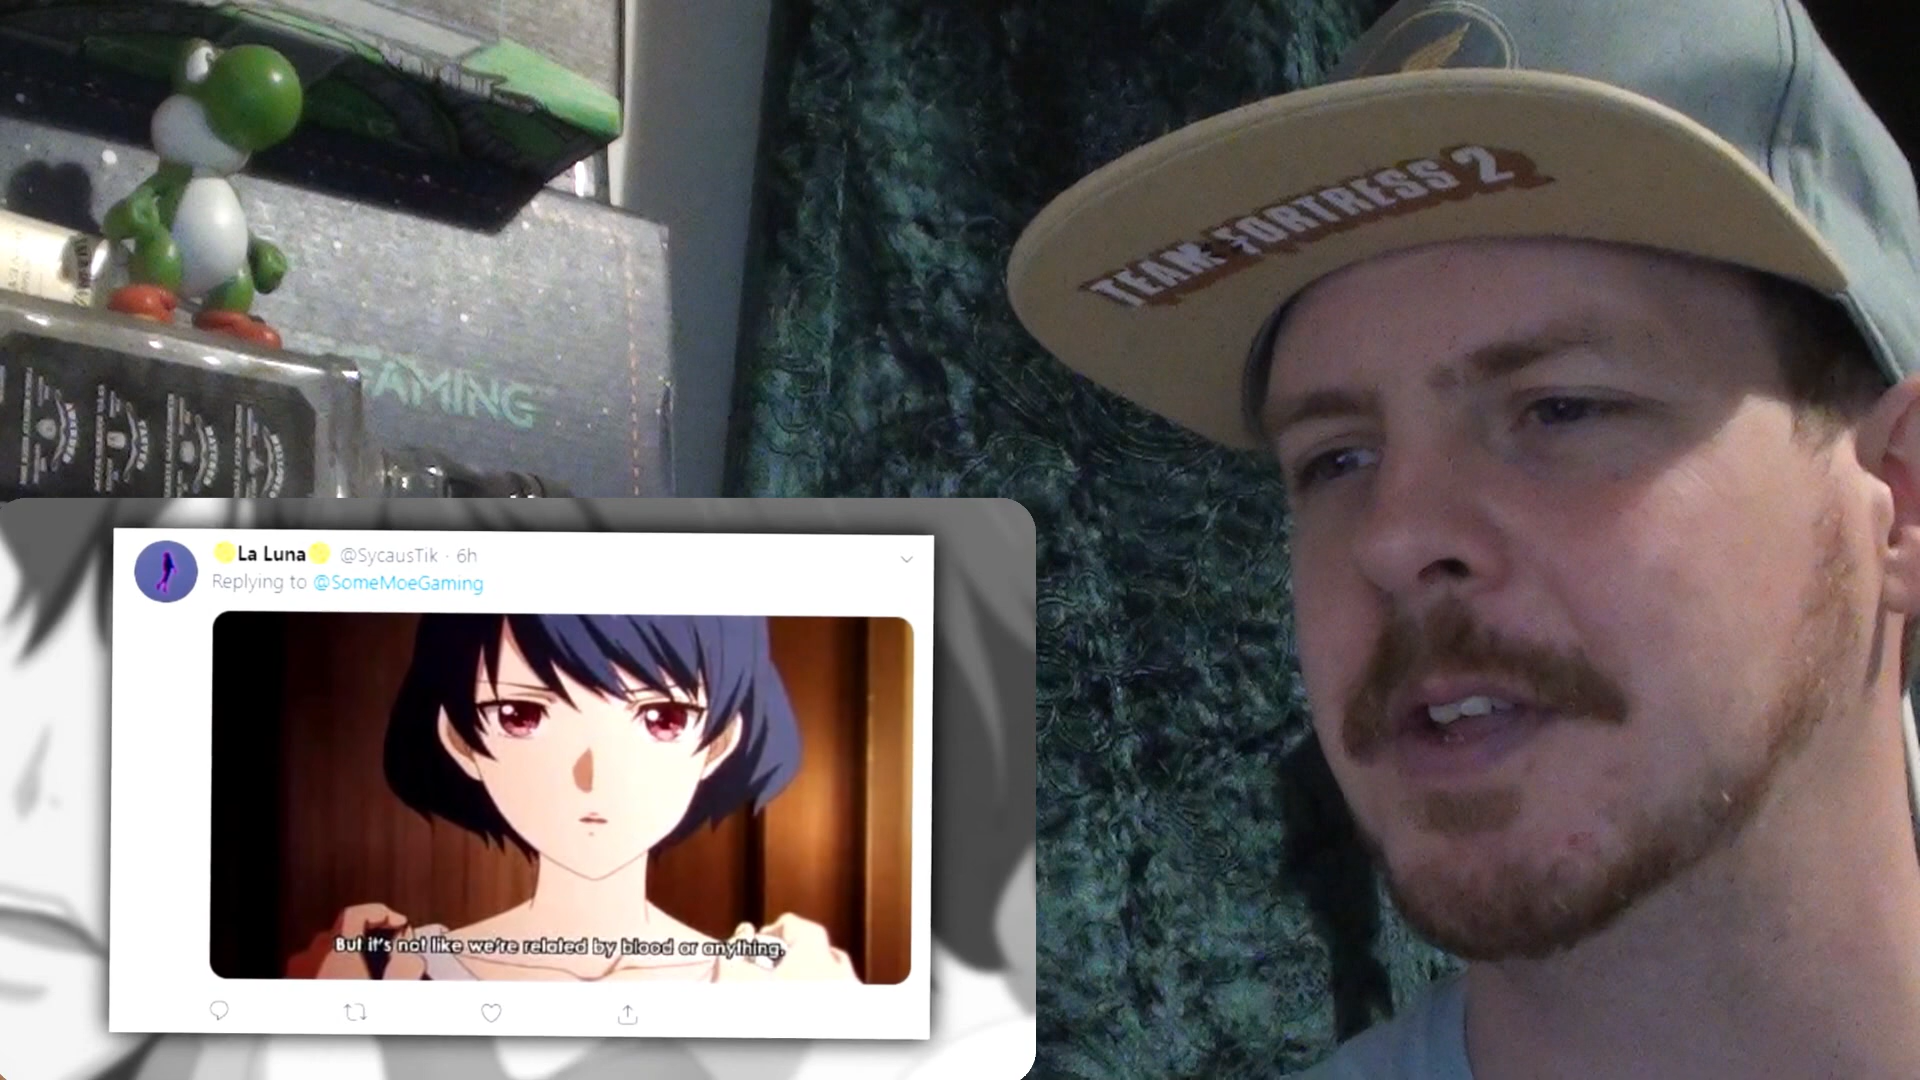 TEAM FORTRESS 2
GAMING
La Luna @SycausTik · 6h
Replying to @SomeMoeGaming
But it's not like we're related by blood or anything.